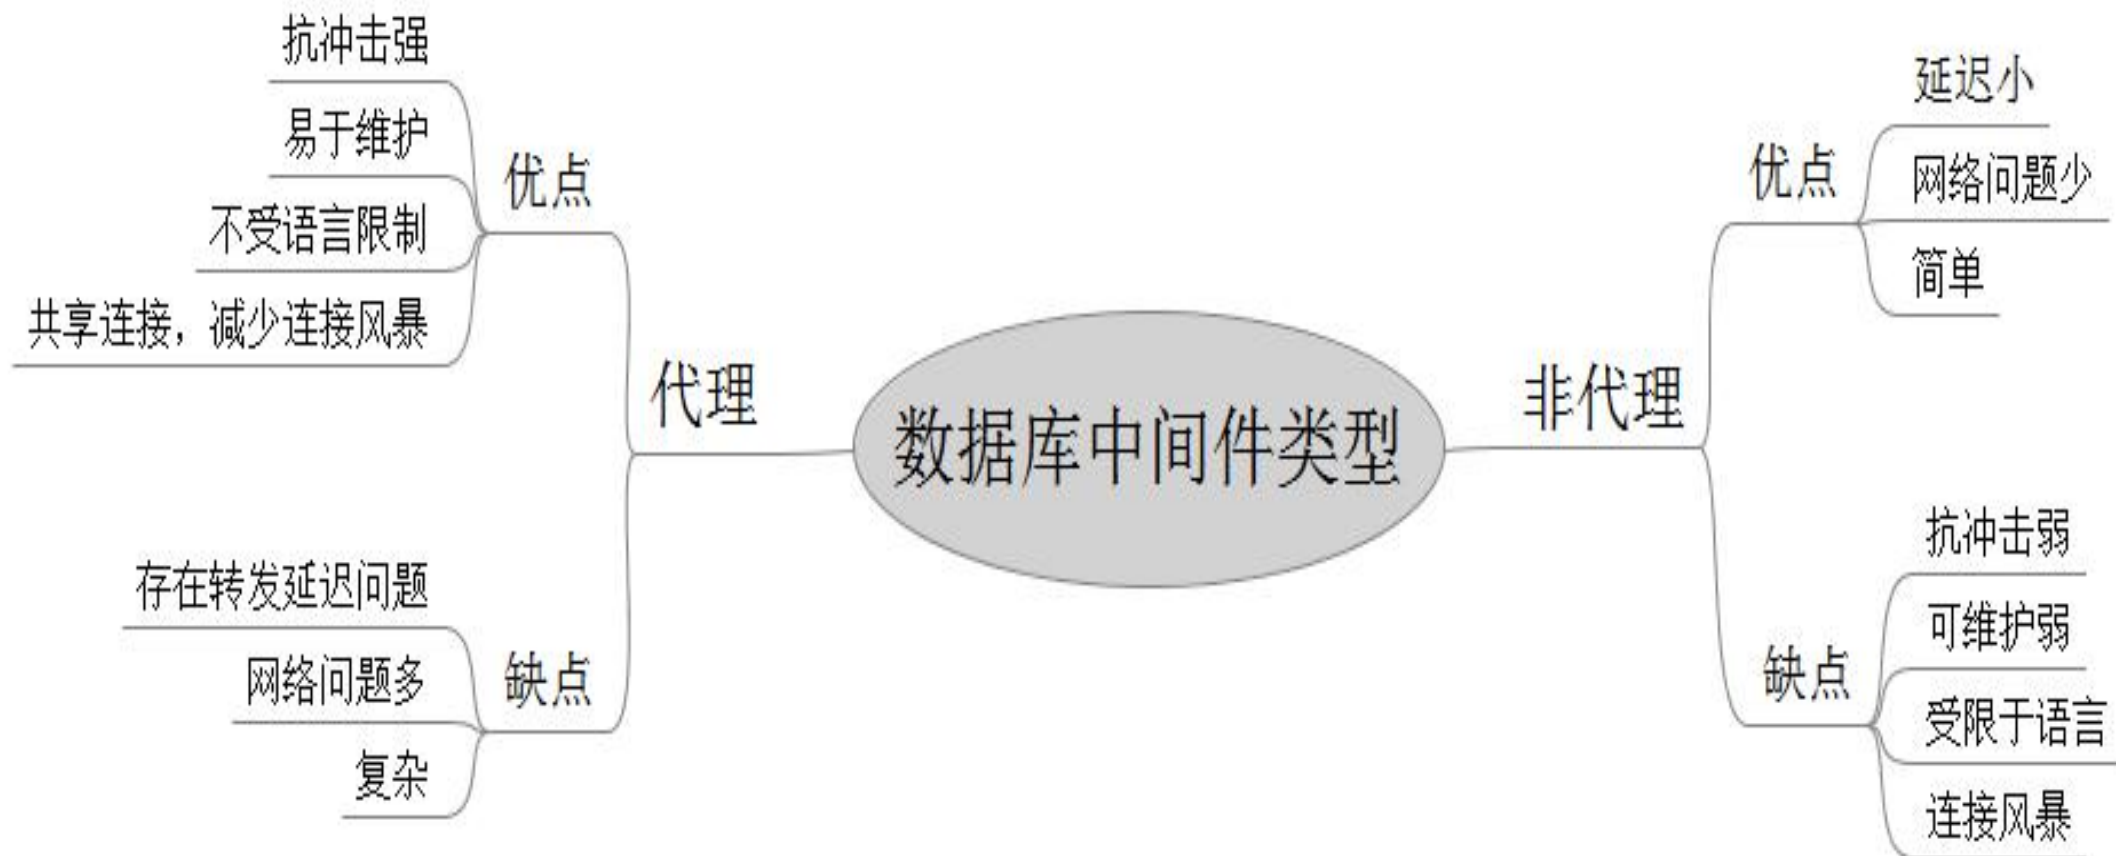 数据库中间件类型
代理
优点
抗冲击强
易于维护
不受语言限制
共享连接，减少连接风暴
缺点
存在转发延迟问题
网络问题多
复杂
非代理
优点
延迟小
网络问题少
简单
缺点
抗冲击弱
可维护弱
受限于语言
连接风暴